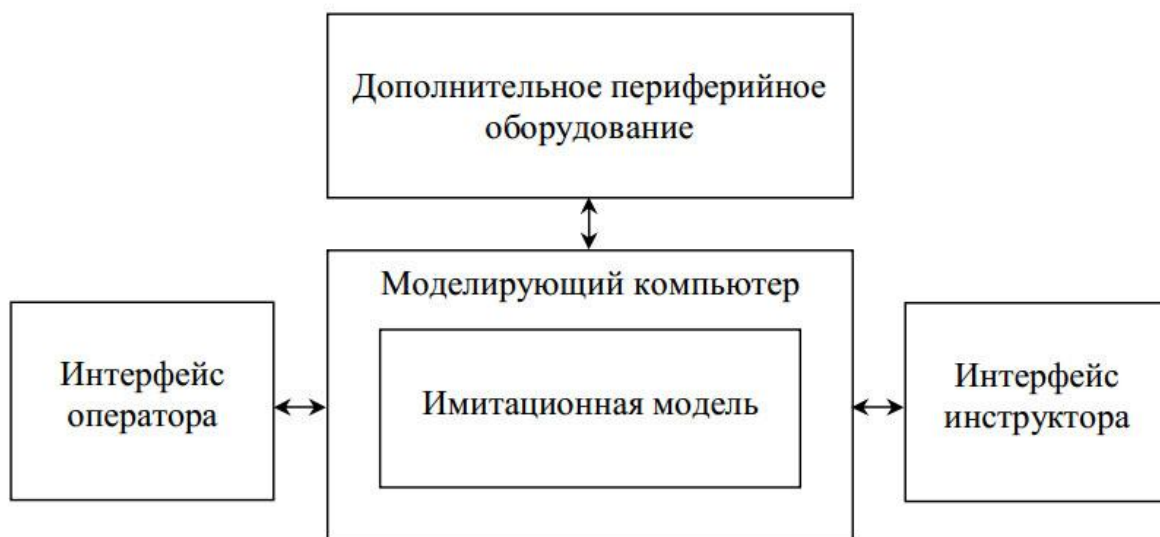 Дополнительное периферийное
оборудование
Моделирующий компьютер
Интерфейс
оператора
Имитационная модель
Интерфейс
инструктора